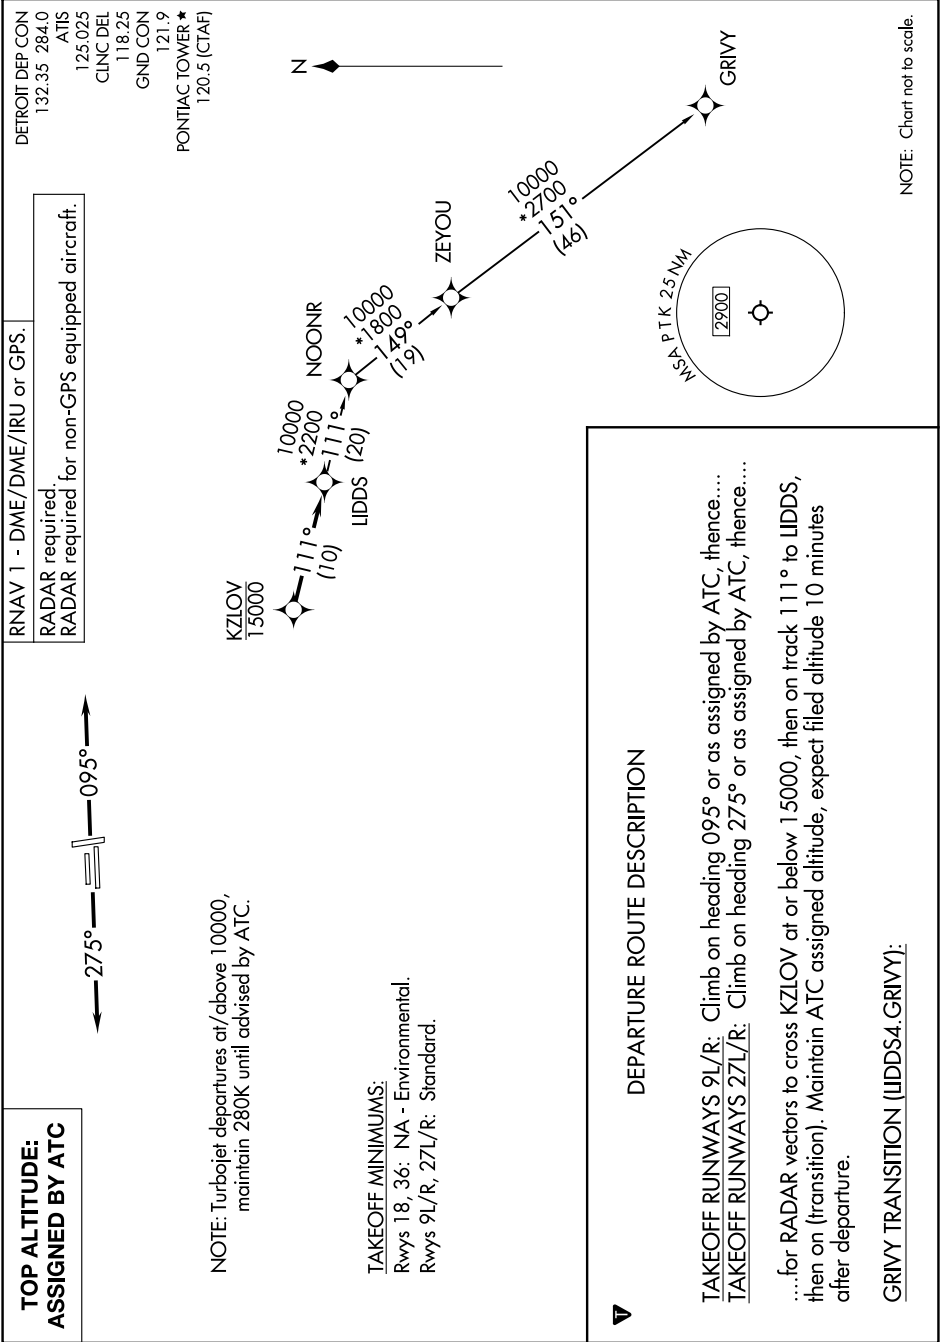 TOP ALTITUDE:
ASSIGNED BY ATC
275°
095°
RNAV 1 - DME/DME/IRU or GPS.
RADAR required.
RADAR required for non-GPS equipped aircraft.
DETROIT DEP CON
132.35 284.0
ATIS
125.025
CLNC DEL
118.25
GND CON
121.9
PONTIAC TOWER ★
120.5 (CTAF)
NOTE: Turbojet departures at/above 10000,
maintain 280K until advised by ATC.
TAKEOFF MINIMUMS:
Rwys 18, 36: NA - Environmental.
Rwys 9L/R, 27L/R: Standard.
KZLOV
15000
111°
(10)
LIDDS
10000
*2200
111°
(20)
NOONR
10000
*1800
149°
(19)
ZEYOU
10000
*2700
151°
(46)
GRIVY
N
MSA PTK 25 NM
2900
NOTE: Chart not to scale.
T
DEPARTURE ROUTE DESCRIPTION
TAKEOFF RUNWAYS 9L/R: Climb on heading 095° or as assigned by ATC, thence....
TAKEOFF RUNWAYS 27L/R: Climb on heading 275° or as assigned by ATC, thence....
....for RADAR vectors to cross KZLOV at or below 15000, then on track 111° to LIDDS,
then on (transition). Maintain ATC assigned altitude, expect filed altitude 10 minutes
after departure.
GRIVY TRANSITION (LIDDS4.GRIVY):